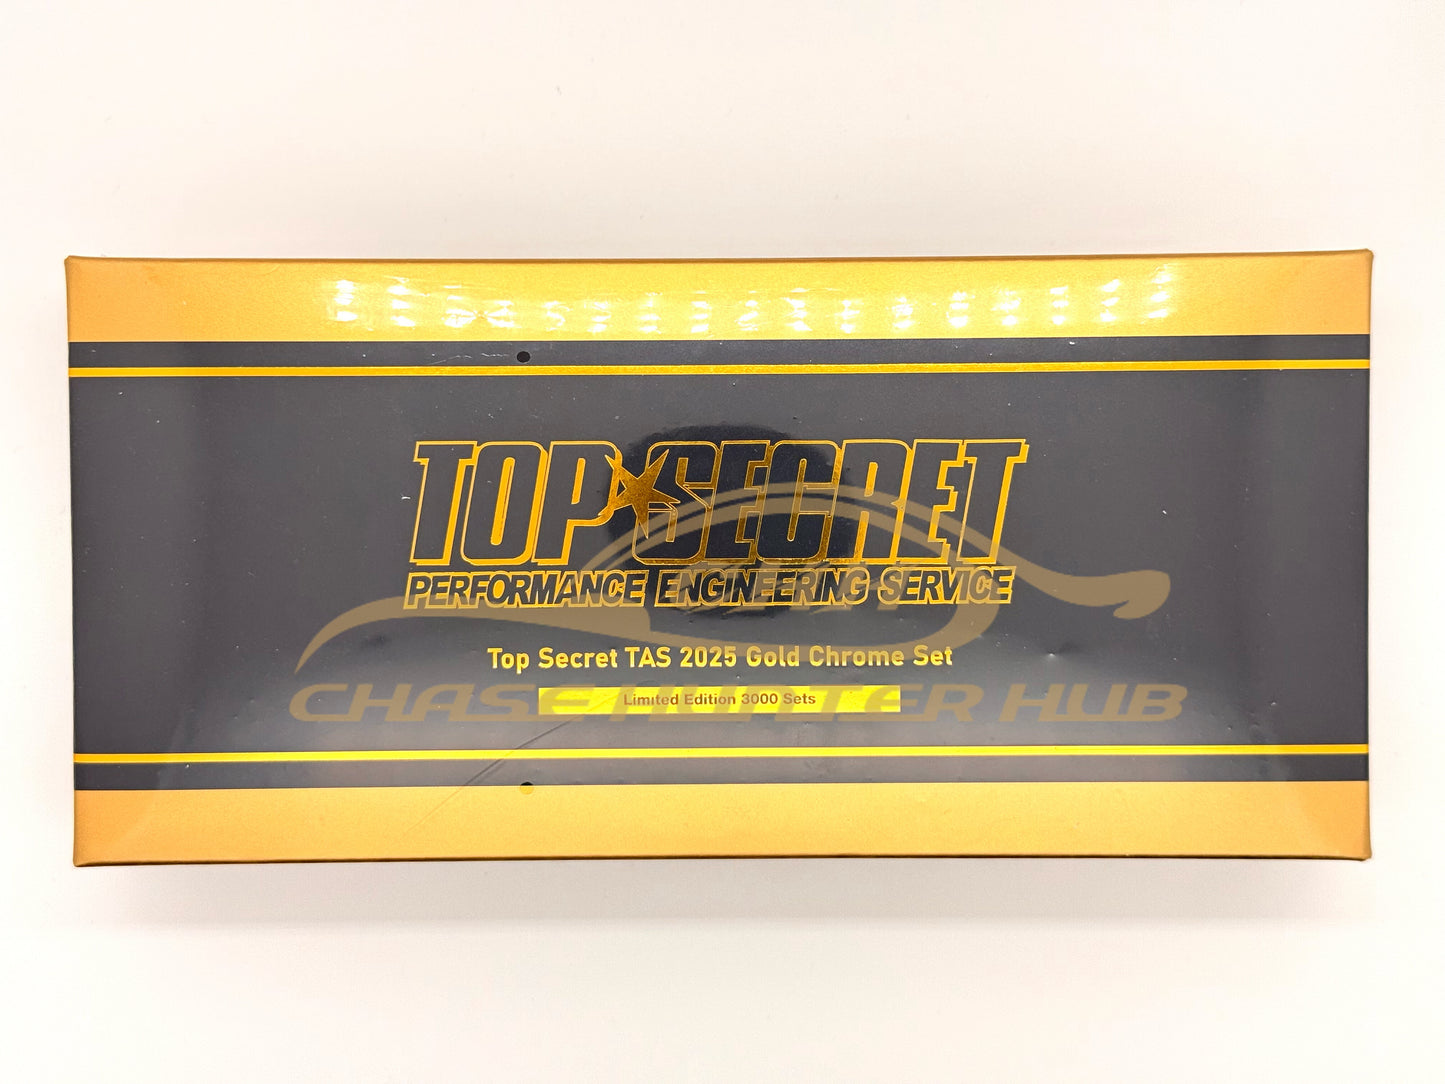 TOP SECRET
PERFORMANCE ENGINEERING SERVICE
Top Secret TAS 2025 Gold Chrome Set
Limited Edition 3000 Sets
CHASE HUNTER HUB